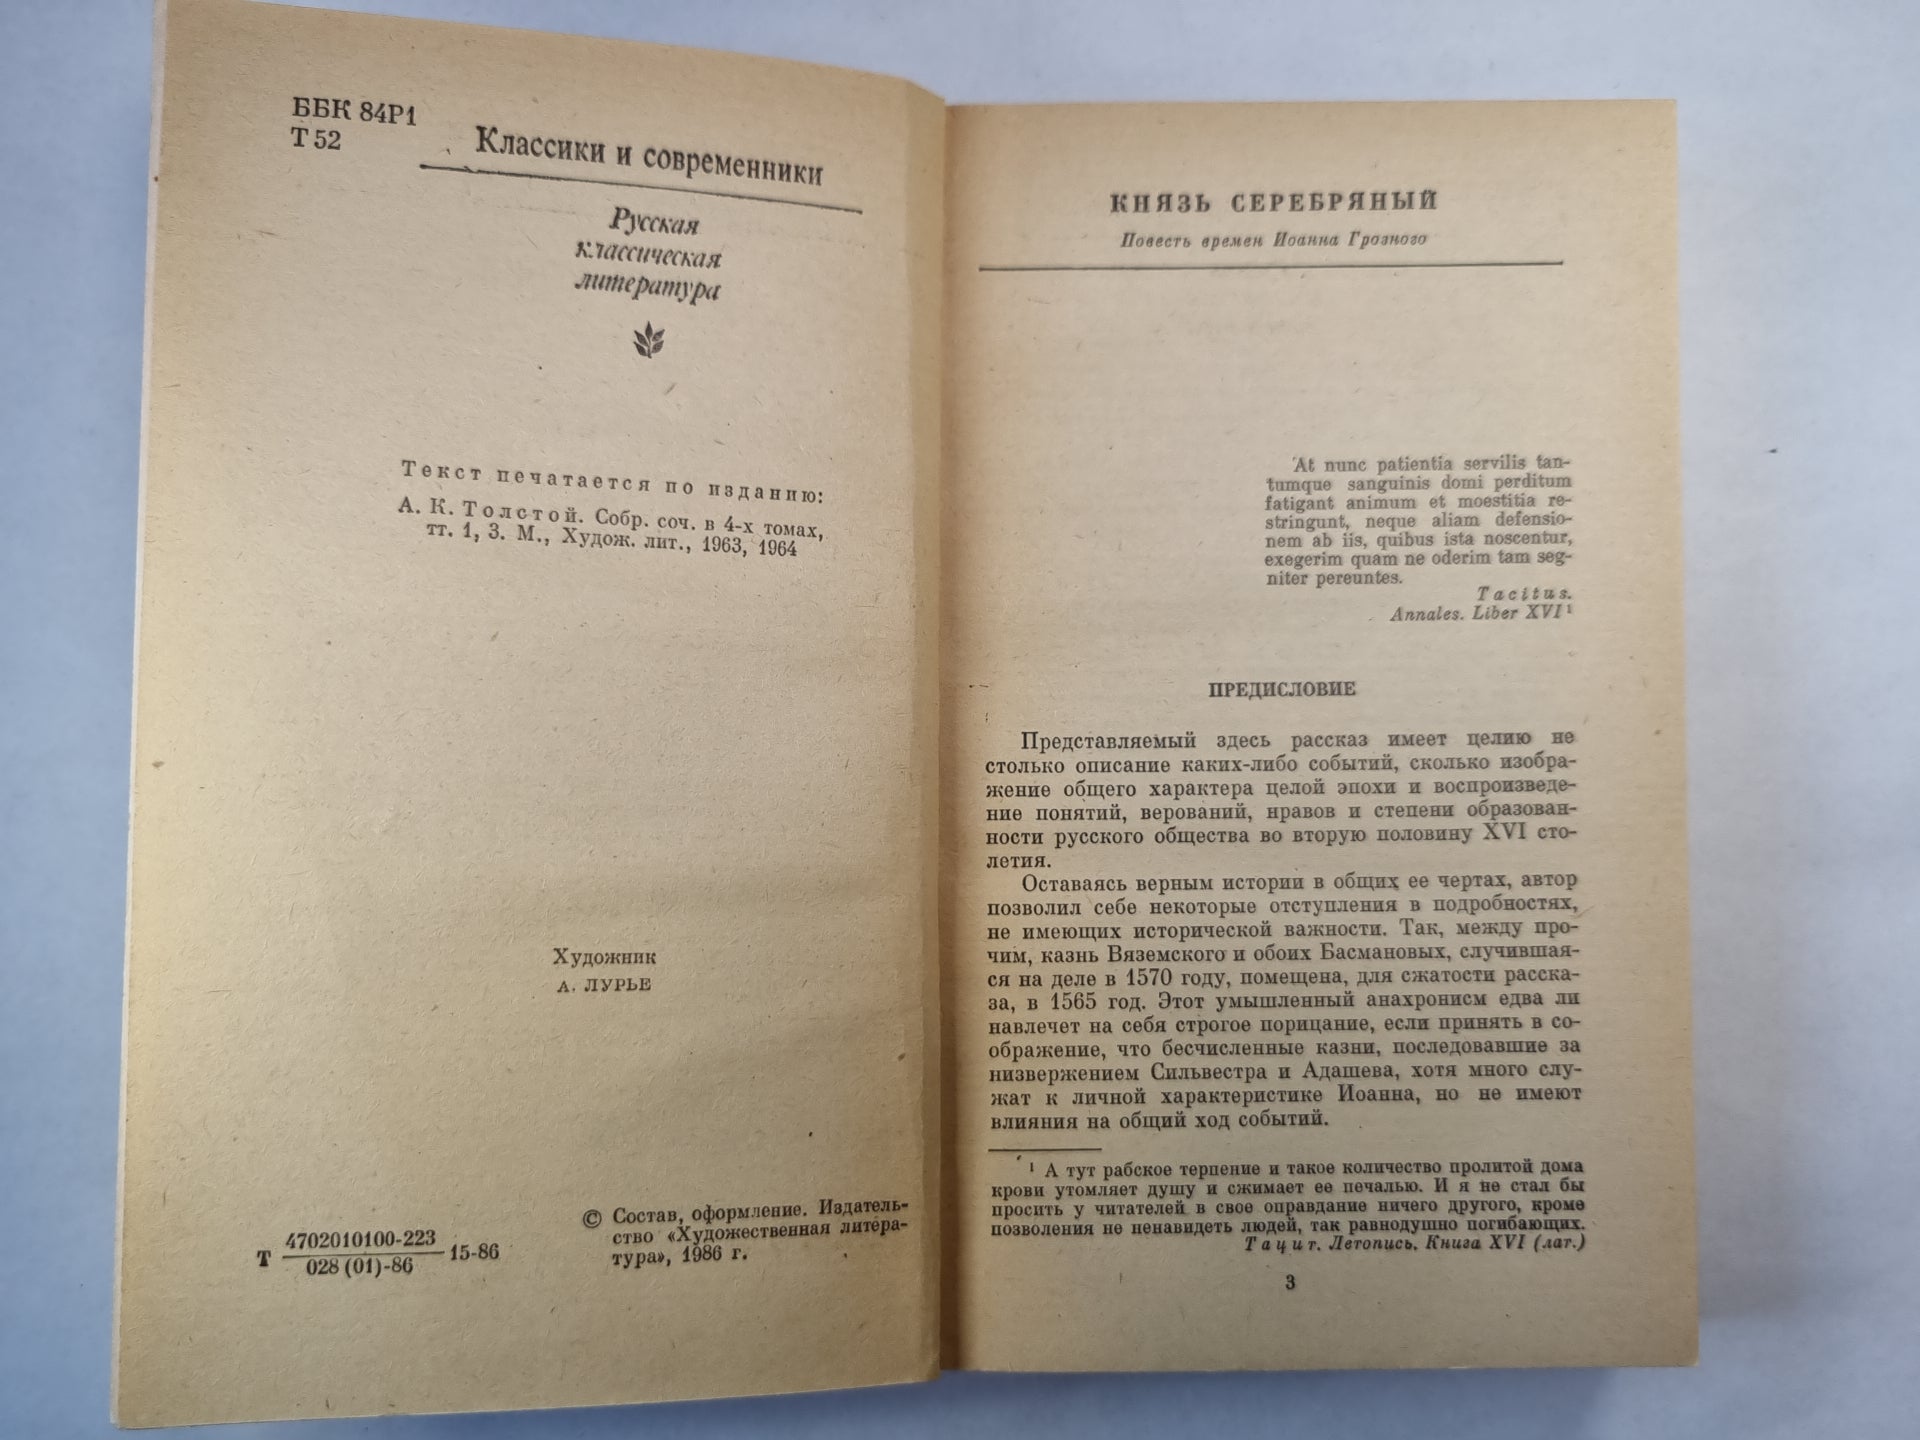 ББК 84Р1
Т 52
Классики и современники
Русская
классическая
литература
Текст печатается по изданию:
А. К. Толстой. Собр. соч. в 4-х томах,
тт. 1, 3. М., Худож. лит., 1963, 1964
Художник
А. ЛУРЬЕ
Т 4702010100-223
028 (01)-86 15-86
© Состав, оформление. Издатель-
ство «Художественная литера-
тура», 1986 г.
КНЯЗЬ СЕРЕБРЯНЫЙ
Повесть времен Иоанна Грозного
At nunc patientia servilis tan-
tumque sanguinis domi perditum
fatigant animum et moestitia re-
stringunt, neque aliam defensio-
nem ab iis, quibus ista noscentur,
exegerim quam ne oderim tam seg-
niter pereuntes.
Tacitus.
Annales. Liber XVI ¹
ПРЕДИСЛОВИЕ
Представляемый здесь рассказ имеет целию не
столько описание каких-либо событий, сколько изобра-
жение общего характера целой эпохи и воспроизведе-
ние понятий, верований, нравов и степени образован-
ности русского общества во вторую половину XVI сто-
летия.
Оставаясь верным истории в общих ее чертах, автор
позволил себе некоторые отступления в подробностях,
не имеющих исторической важности. Так, между про-
чим, казнь Вяземского и обоих Басмановых, случившая-
ся на деле в 1570 году, помещена, для сжатости расска-
за, в 1565 год. Этот умышленный анахронисм едва ли
навлечет на себя строгое порицание, если принять в со-
ображение, что бесчисленные казни, последовавшие за
низвержением Сильвестра и Адашева, хотя много слу-
жат к личной характеристике Иоанна, но не имеют
влияния на общий ход событий.
¹ А тут рабское терпение и такое количество пролитой дома
крови утомляет душу и сжимает ее печалью. И я не стал бы
просить у читателей в свое оправдание ничего другого, кроме
позволения не ненавидеть людей, так равнодушно погибающих.
Тацит. Летопись. Книга XVI (лат.)
3